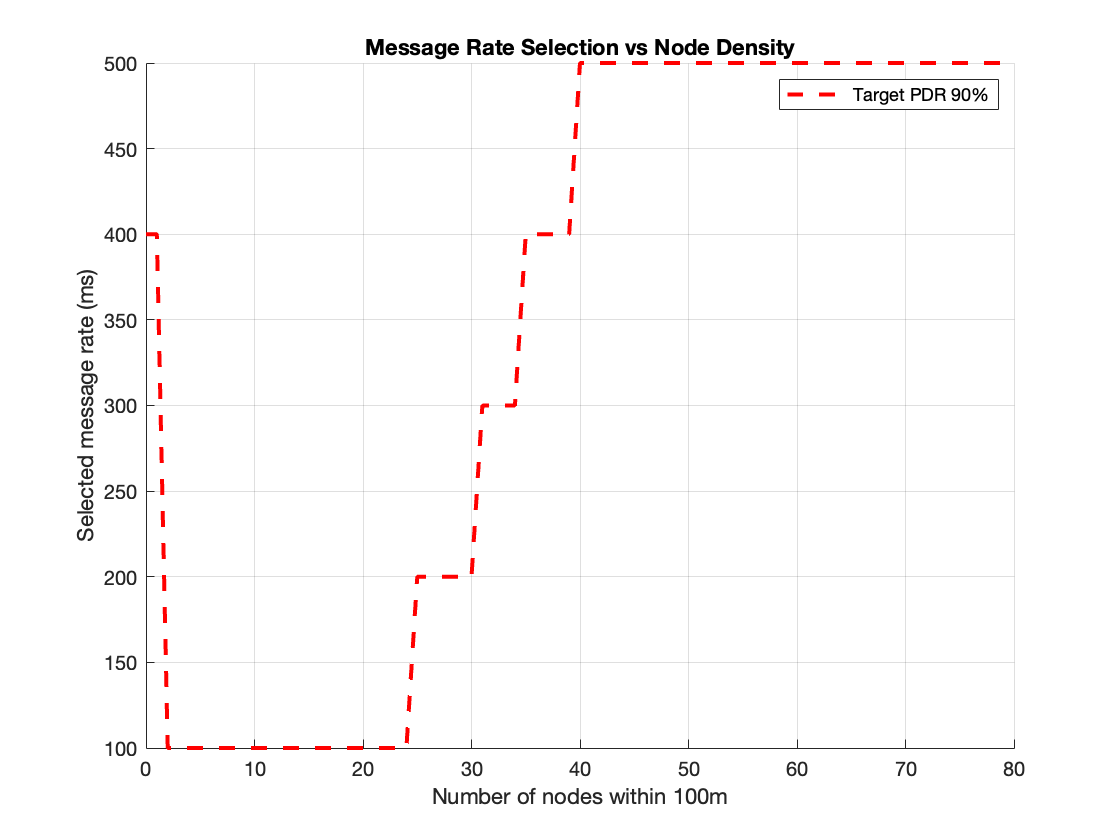 Message Rate Selection vs Node Density
Target PDR 90%
Selected message rate (ms)
500
450
400
350
300
250
200
150
100
0 10 20 30 40 50 60 70 80
Number of nodes within 100m